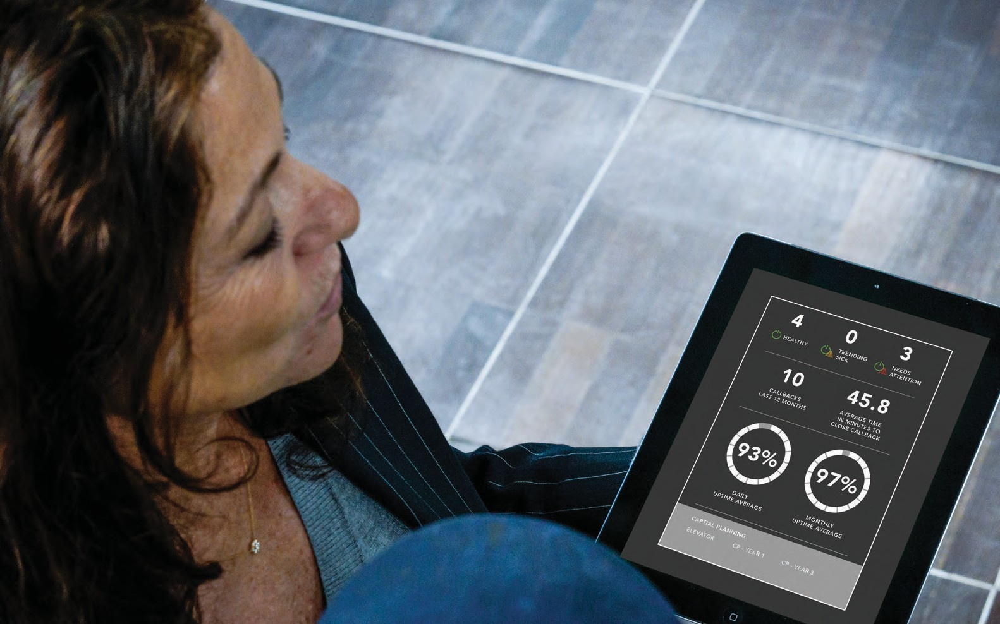 4
HEALTHY
0
TRENDING
SICK
3
NEEDS
ATTENTION
10
CALLBACKS
LAST 12 MONTHS
45.8
AVERAGE TIME
IN MINUTES TO
CLOSE CALLBACK
93%
DAILY
UPTIME AVERAGE
97%
MONTHLY
UPTIME AVERAGE
CAPTIAL PLANNING
ELEVATOR CP - YEAR 1 CP - YEAR 3